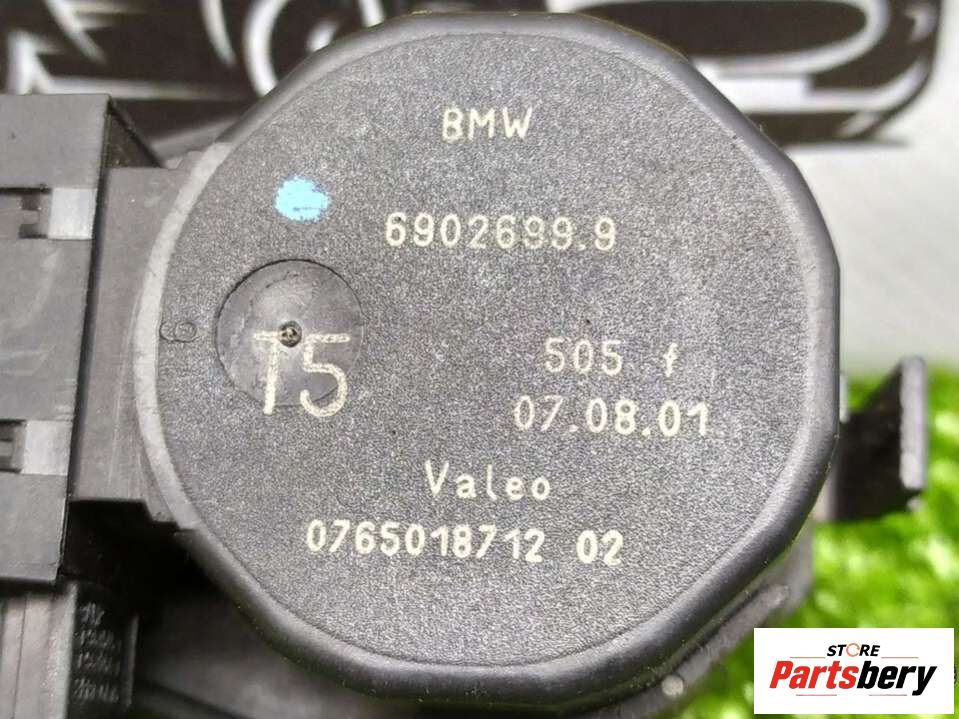 BMW
6902699.9
T5
505 f
07.08.01
Valeo
0765018712 02
STORE
Partsbery